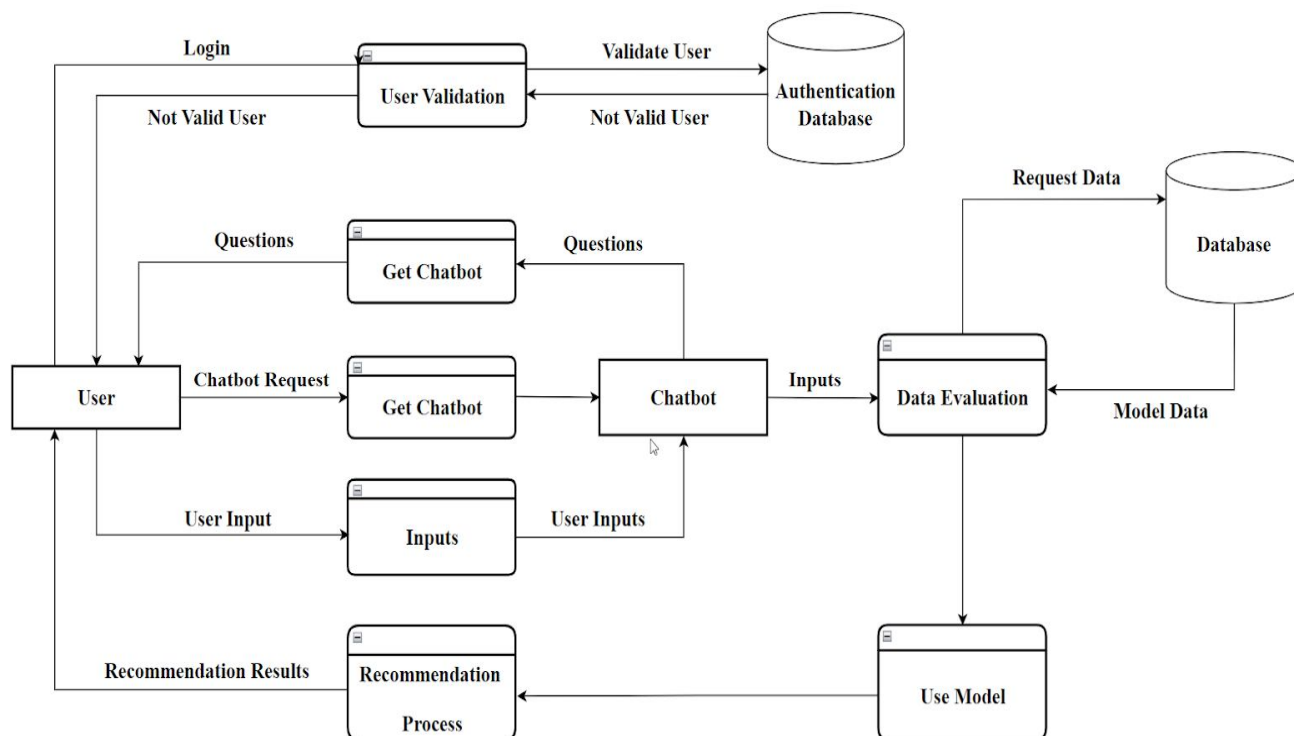 Login
Validate User
User Validation
Authentication
Database
Not Valid User
Not Valid User
Request Data
Database
Questions
Questions
Get Chatbot
User
Chatbot Request
Get Chatbot
Chatbot
Inputs
Data Evaluation
Model Data
User Input
Inputs
User Inputs
Recommendation Results
Recommendation
Process
Use Model